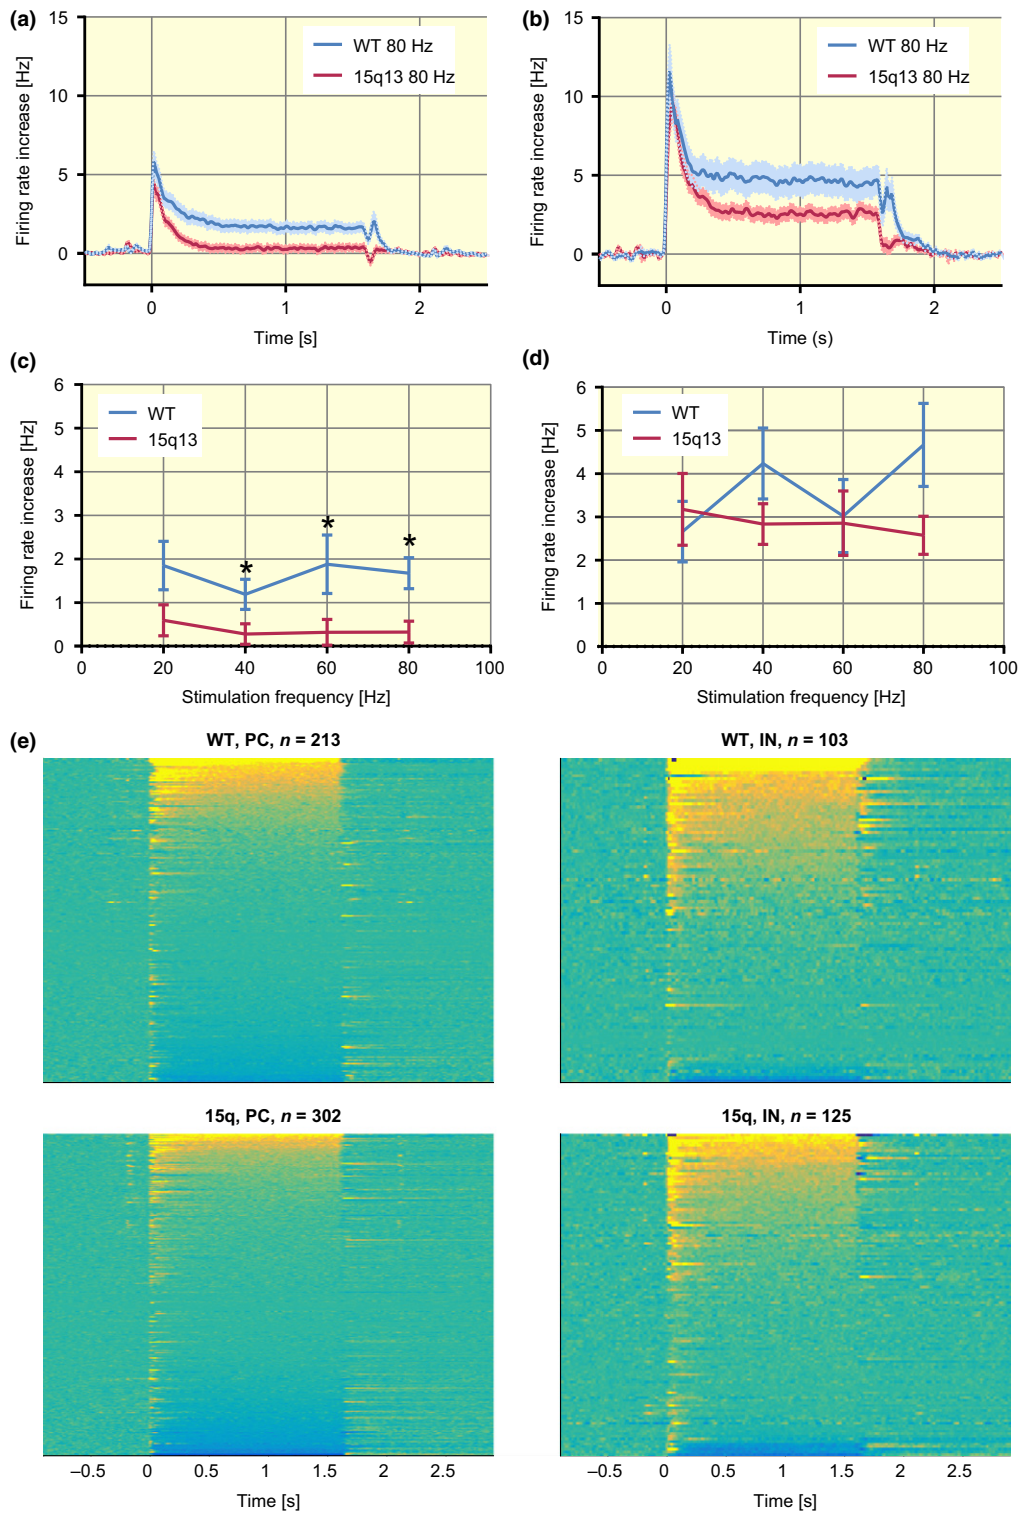 (a)
15
10
5
0
Firing rate increase [Hz]
WT 80 Hz
15q13 80 Hz
0 1 2
Time [s]
(b)
15
10
5
0
Firing rate increase [Hz]
WT 80 Hz
15q13 80 Hz
0 1 2
Time (s)
(c)
6
5
4
3
2
1
0
Firing rate increase [Hz]
WT
15q13
* * *
0 20 40 60 80 100
Stimulation frequency [Hz]
(d)
6
5
4
3
2
1
0
Firing rate increase [Hz]
WT
15q13
0 20 40 60 80 100
Stimulation frequency [Hz]
(e)
WT, PC, n = 213
WT, IN, n = 103
15q, PC, n = 302
15q, IN, n = 125
–0.5 0 0.5 1 1.5 2 2.5
Time [s]
–0.5 0 0.5 1 1.5 2 2.5
Time [s]